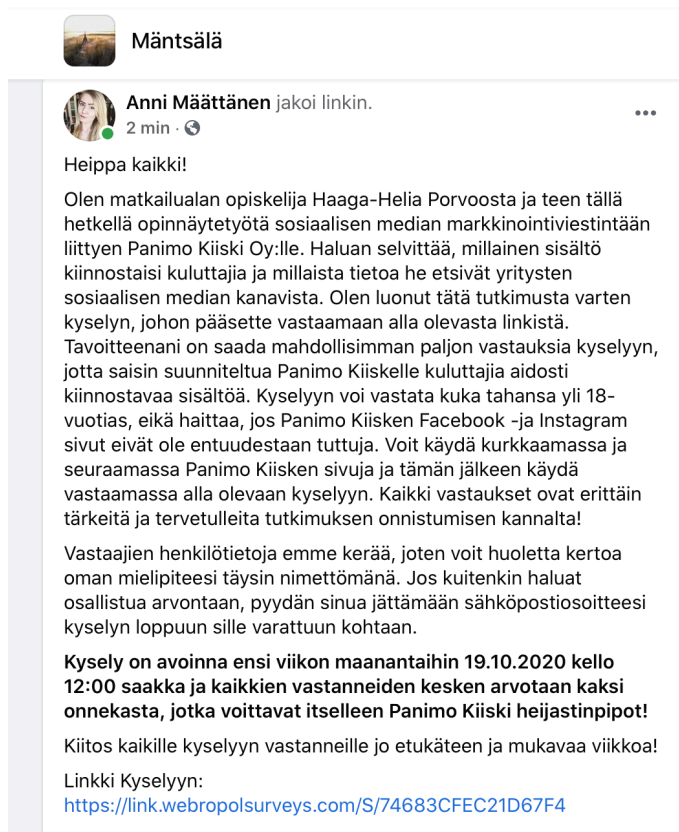 Mäntsälä
Anni Määttänen jakoi linkin.
2 min ·
Heippa kaikki!
Olen matkailualan opiskelija Haaga-Helia Porvoosta ja teen tällä
hetkellä opinnäytetyötä sosiaalisen median markkinointiviestintään
liittyen Panimo Kiiski Oy:lle. Haluan selvittää, millainen sisältö
kiinnostaisi kuluttajia ja millaista tietoa he etsivät yritysten
sosiaalisen median kanavista. Olen luonut tätä tutkimusta varten
kyselyn, johon pääsette vastaamaan alla olevasta linkistä.
Tavoitteenani on saada mahdollisimman paljon vastauksia kyselyyn,
jotta saisin suunniteltua Panimo Kiiskelle kuluttajia aidosti
kiinnostavaa sisältöä. Kyselyyn voi vastata kuka tahansa yli 18-
vuotias, eikä haittaa, jos Panimo Kiisken Facebook -ja Instagram
sivut eivät ole entuudestaan tuttuja. Voit käydä kurkkaamassa ja
seuraamassa Panimo Kiisken sivuja ja tämän jälkeen käydä
vastaamassa alla olevaan kyselyyn. Kaikki vastaukset ovat erittäin
tärkeitä ja tervetulleita tutkimuksen onnistumisen kannalta!
Vastaajien henkilötietoja emme kerää, joten voit huoletta kertoa
oman mielipiteesi täysin nimettömänä. Jos kuitenkin haluat
osallistua arvontaan, pyydän sinua jättämään sähköpostiosoitteesi
kyselyn loppuun sille varattuun kohtaan.
Kysely on avoinna ensi viikon maanantaihin 19.10.2020 kello
12:00 saakka ja kaikkien vastanneiden kesken arvotaan kaksi
onnekasta, jotka voittavat itselleen Panimo Kiiski heijastinpipot!
Kiitos kaikille kyselyyn vastanneille jo etukäteen ja mukavaa viikkoa!
Linkki Kyselyyn:
https://link.webropolsurveys.com/S/74683CFEC21D67F4